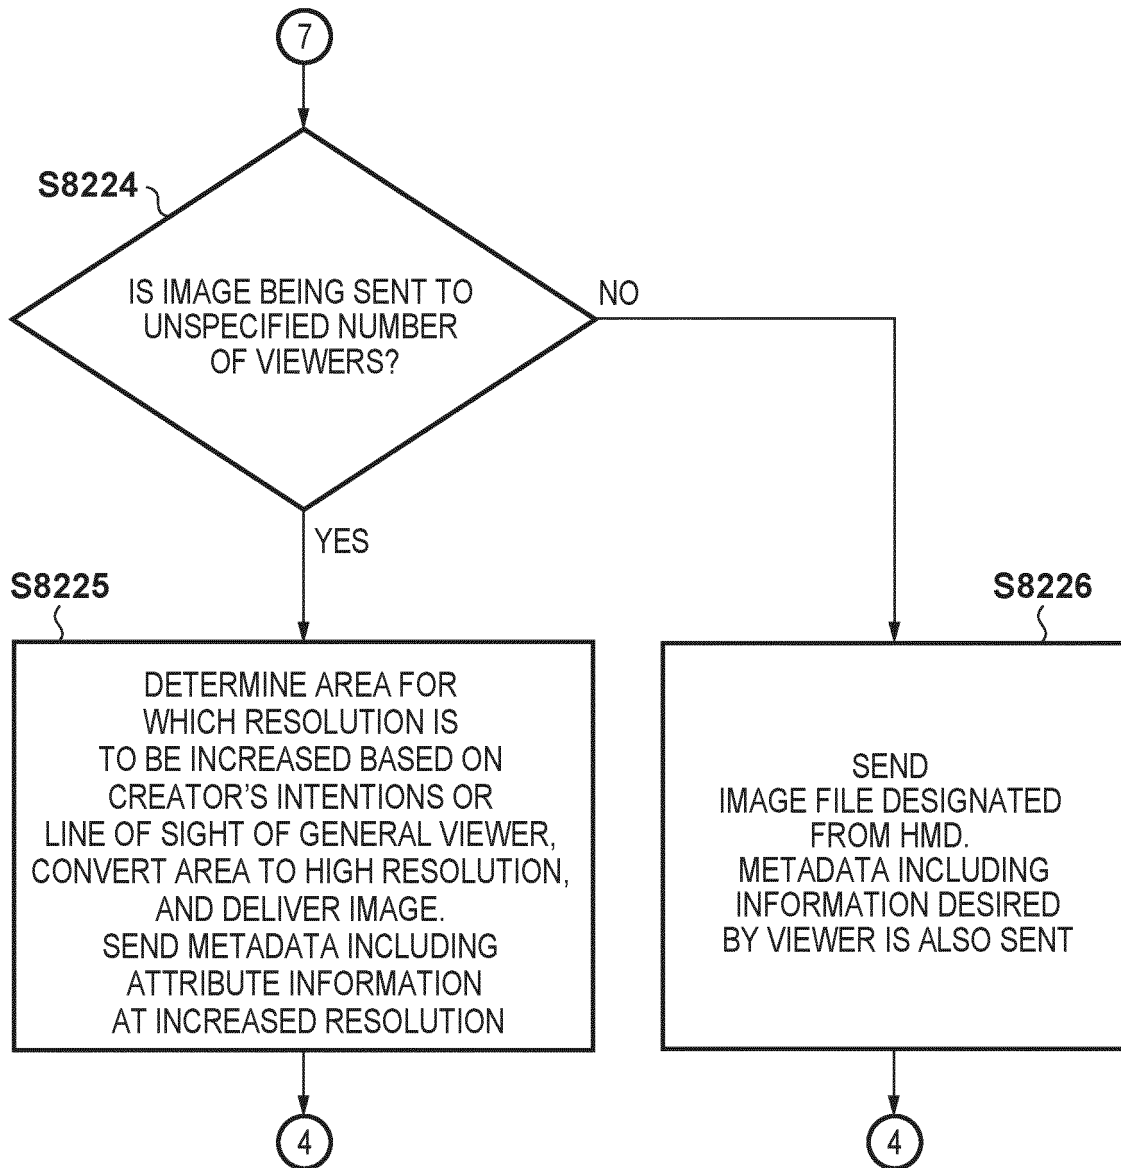 7
S8224
IS IMAGE BEING SENT TO
UNSPECIFIED NUMBER
OF VIEWERS?
NO
YES
S8225
DETERMINE AREA FOR
WHICH RESOLUTION IS
TO BE INCREASED BASED ON
CREATOR'S INTENTIONS OR
LINE OF SIGHT OF GENERAL VIEWER,
CONVERT AREA TO HIGH RESOLUTION,
AND DELIVER IMAGE.
SEND METADATA INCLUDING
ATTRIBUTE INFORMATION
AT INCREASED RESOLUTION
S8226
SEND
IMAGE FILE DESIGNATED
FROM HMD.
METADATA INCLUDING
INFORMATION DESIRED
BY VIEWER IS ALSO SENT
4
4